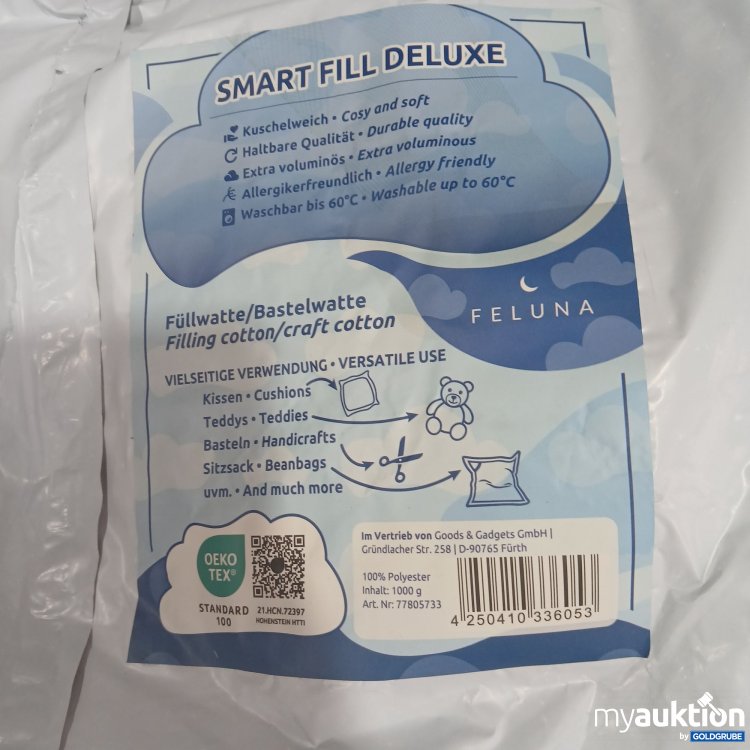 SMART FILL DELUXE
Kuschelweich • Cosy and soft
Haltbare Qualität • Durable quality
Extra voluminös • Extra voluminous
Allergikerfreundlich • Allergy friendly
Waschbar bis 60°C • Washable up to 60°C
FELUNA
Füllwatte/Bastelwatte
Filling cotton/craft cotton
VIELSEITIGE VERWENDUNG • VERSATILE USE
Kissen • Cushions
Teddys • Teddies
Basteln • Handicrafts
Sitzsack • Beanbags
uvm. • And much more
OEKO
TEX®
STANDARD
100
21.HCN.72397
HOHENSTEIN HTTI
Im Vertrieb von Goods & Gadgets GmbH |
Gründlacher Str. 258 | D-90765 Fürth
100% Polyester
Inhalt: 1000 g
Art. Nr: 77805733
4 250410 336053
myauktion
by GOLDGRUBE